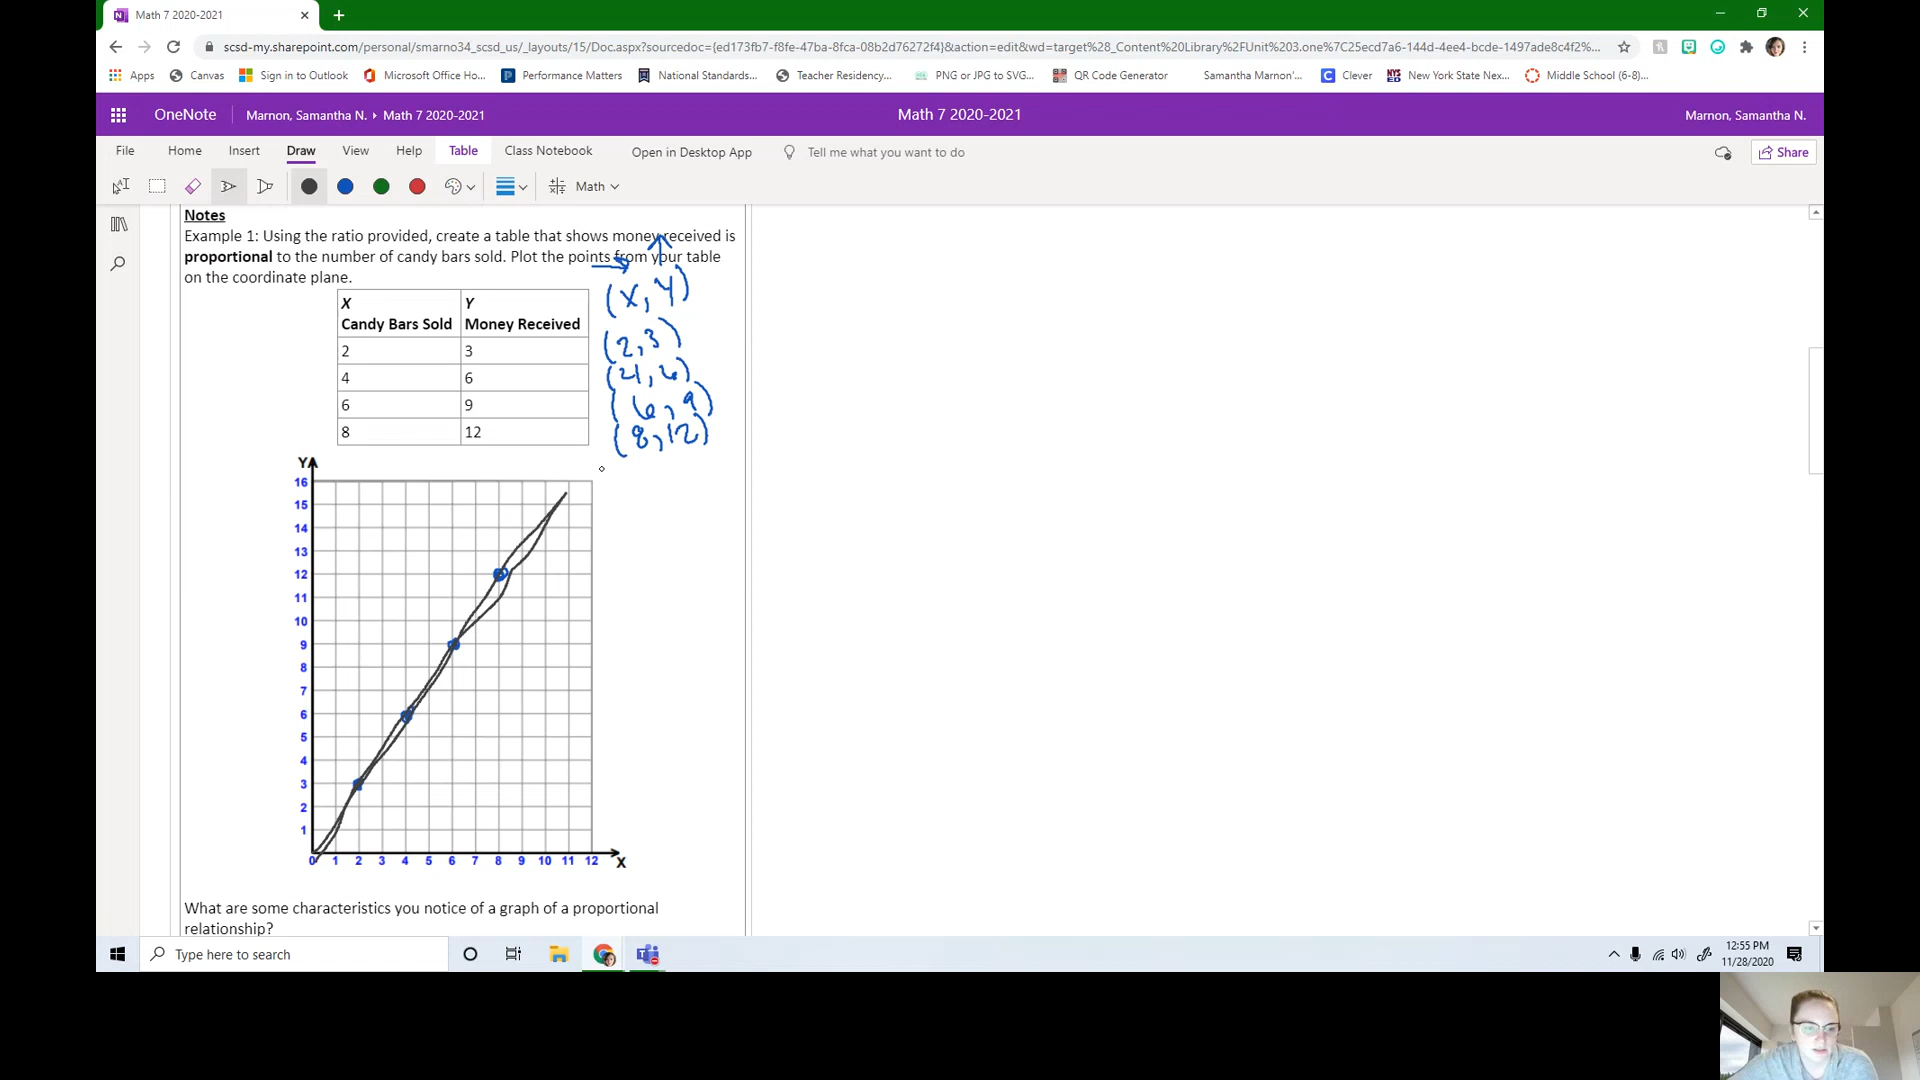 Math 7 2020-2021
scsd-my.sharepoint.com/personal/smarno34_scsd_us/_layouts/15/Doc.aspx?sourcedoc={ed173fb7-f8fe-47ba-8fca-08b2d76272f4}&action=edit&wd=target%28_Content%20Library%2FUnit%203.one%7C25ecd7a6-144d-4ee4-bcde-1497ade8c4f2%...
Apps Canvas Sign in to Outlook Microsoft Office Ho... Performance Matters National Standards... Teacher Residency,... PNG or JPG to SVG... QR Code Generator Samantha Marnon'... Clever New York State Nex... Middle School (6-8)...
OneNote Marnon, Samantha N. Math 7 2020-2021 Math 7 2020-2021 Marnon, Samantha N.
File Home Insert Draw View Help Table Class Notebook Open in Desktop App Tell me what you want to do Share
Math
Notes
Example 1: Using the ratio provided, create a table that shows money received is
proportional to the number of candy bars sold. Plot the points from your table
on the coordinate plane.
(x, y)
X Y
Candy Bars Sold Money Received
2 3 (2,3)
4 6 (4,6)
6 9 (6,9)
8 12 (8,12)
Y
16
15
14
13
12
11
10
9
8
7
6
5
4
3
2
1
0 1 2 3 4 5 6 7 8 9 10 11 12 X
What are some characteristics you notice of a graph of a proportional
relationship?
Type here to search
12:55 PM
11/28/2020